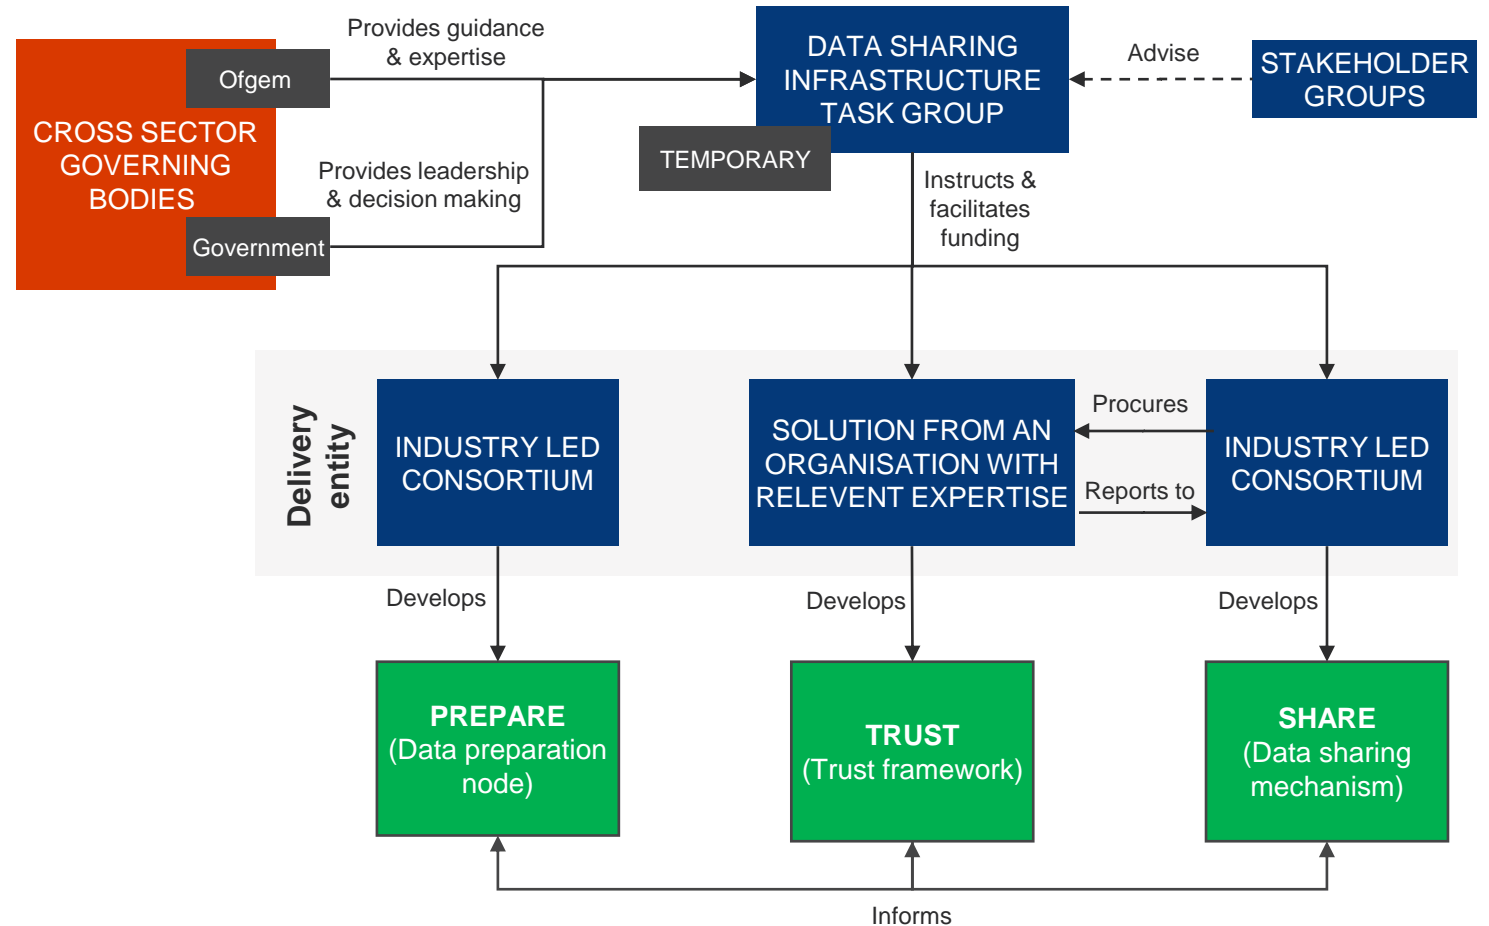 Provides guidance
& expertise
Ofgem
CROSS SECTOR
GOVERNING
BODIES
Provides leadership
& decision making
Government
DATA SHARING
INFRASTRUCTURE
TASK GROUP
TEMPORARY
Advise
STAKEHOLDER
GROUPS
Instructs &
facilitates
funding
Delivery
entity
INDUSTRY LED
CONSORTIUM
SOLUTION FROM AN
ORGANISATION WITH
RELEVENT EXPERTISE
Procures
Reports to
INDUSTRY LED
CONSORTIUM
Develops
Develops
Develops
PREPARE
(Data preparation
node)
TRUST
(Trust framework)
SHARE
(Data sharing
mechanism)
Informs